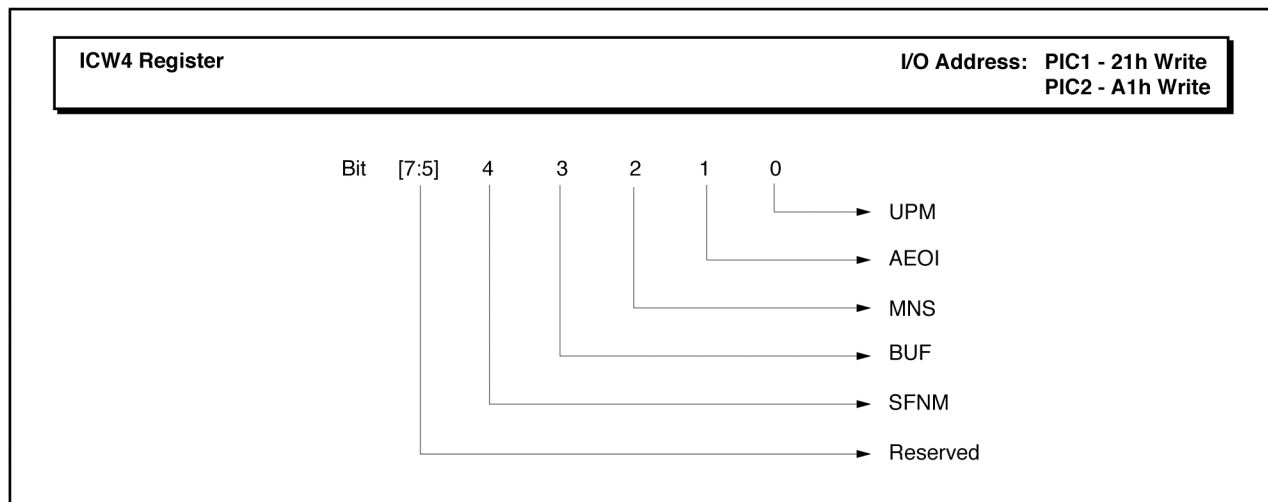 ICW4 Register
I/O Address: PIC1 - 21h Write
PIC2 - A1h Write
Bit [7:5] 4 3 2 1 0
UPM
AEOI
MNS
BUF
SFNM
Reserved